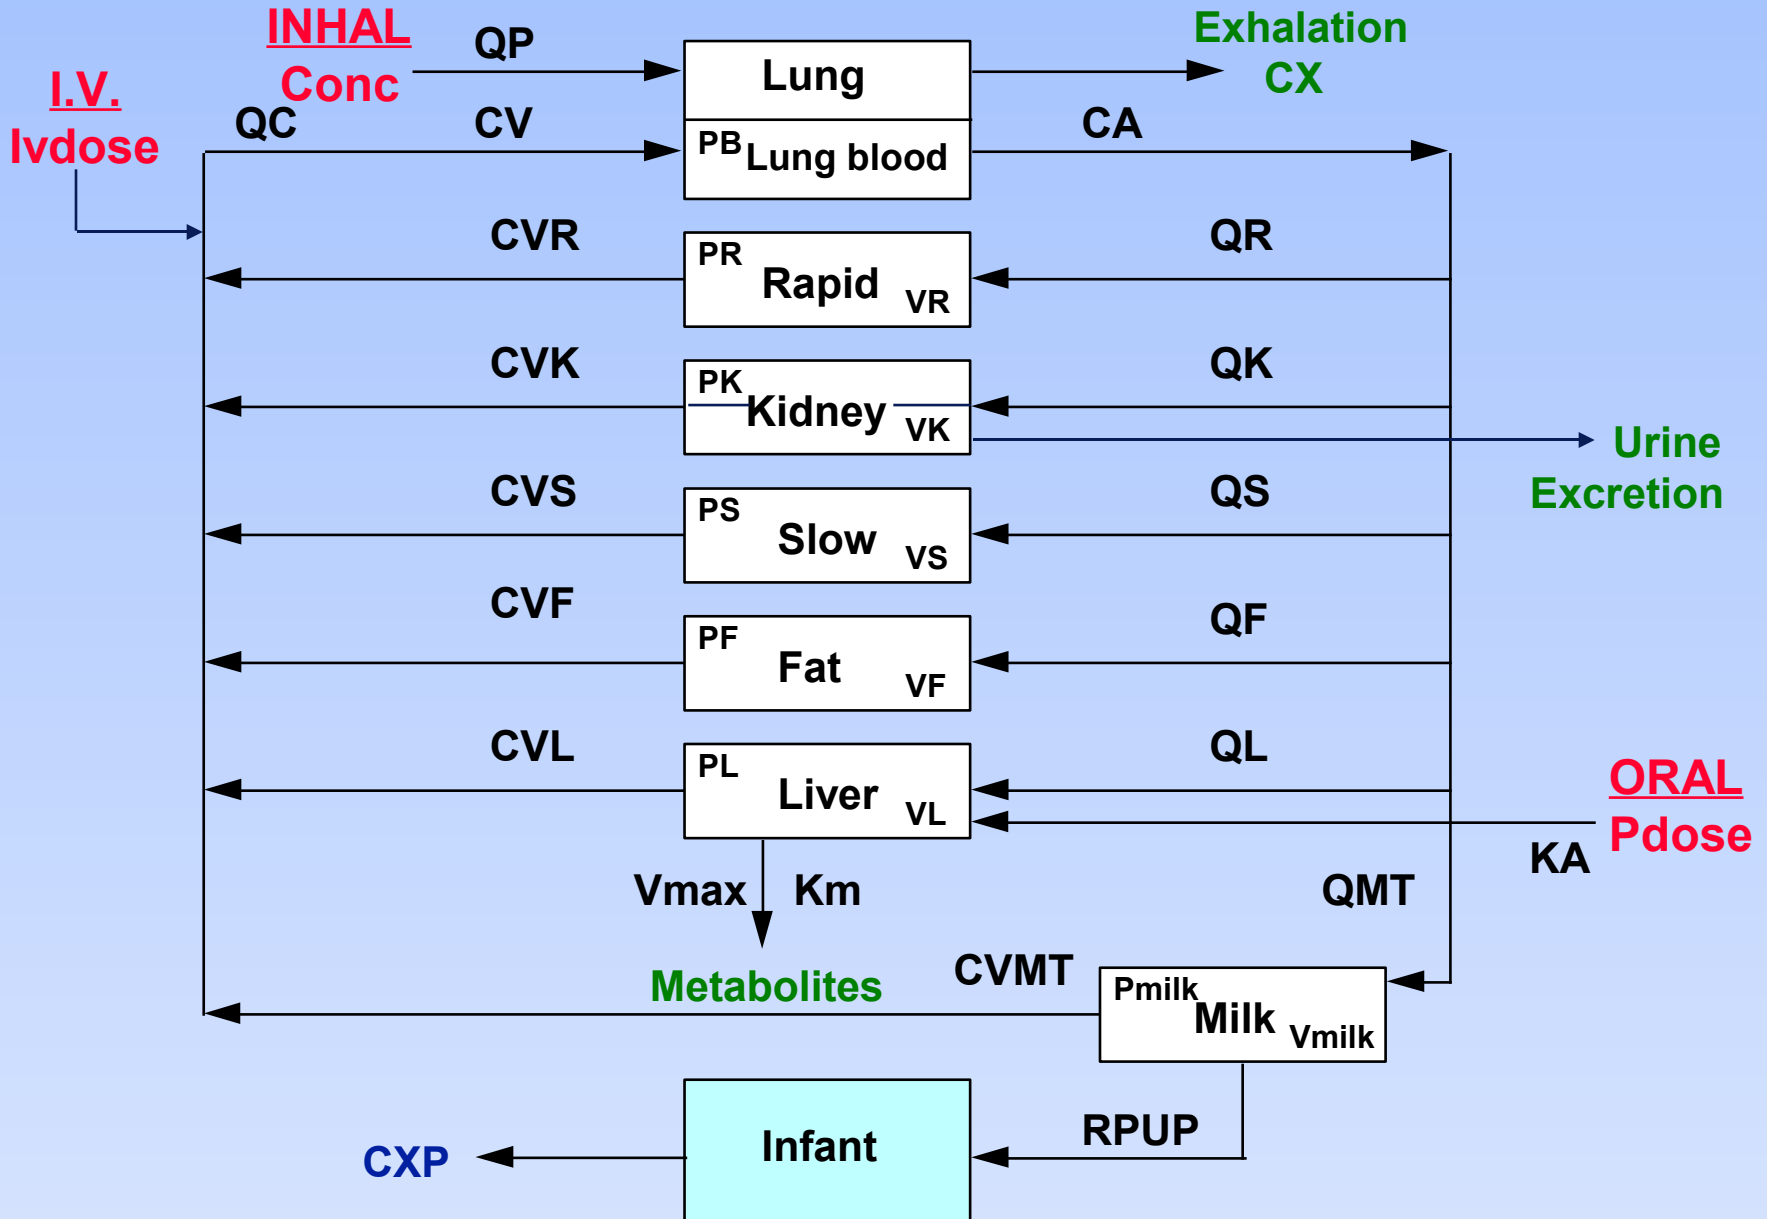 INHAL
Conc
QP
Lung
Exhalation
CX
I.V.
Ivdose
QC
CV
PB
Lung blood
CA
CVR
PR
Rapid
VR
QR
CVK
PK
Kidney
VK
QK
Urine
Excretion
CVS
PS
Slow
VS
QS
CVF
PF
Fat
VF
QF
CVL
PL
Liver
VL
QL
ORAL
Pdose
KA
Vmax
Km
QMT
Metabolites
CVMT
Pmilk
Milk
Vmilk
Infant
RPUP
CXP